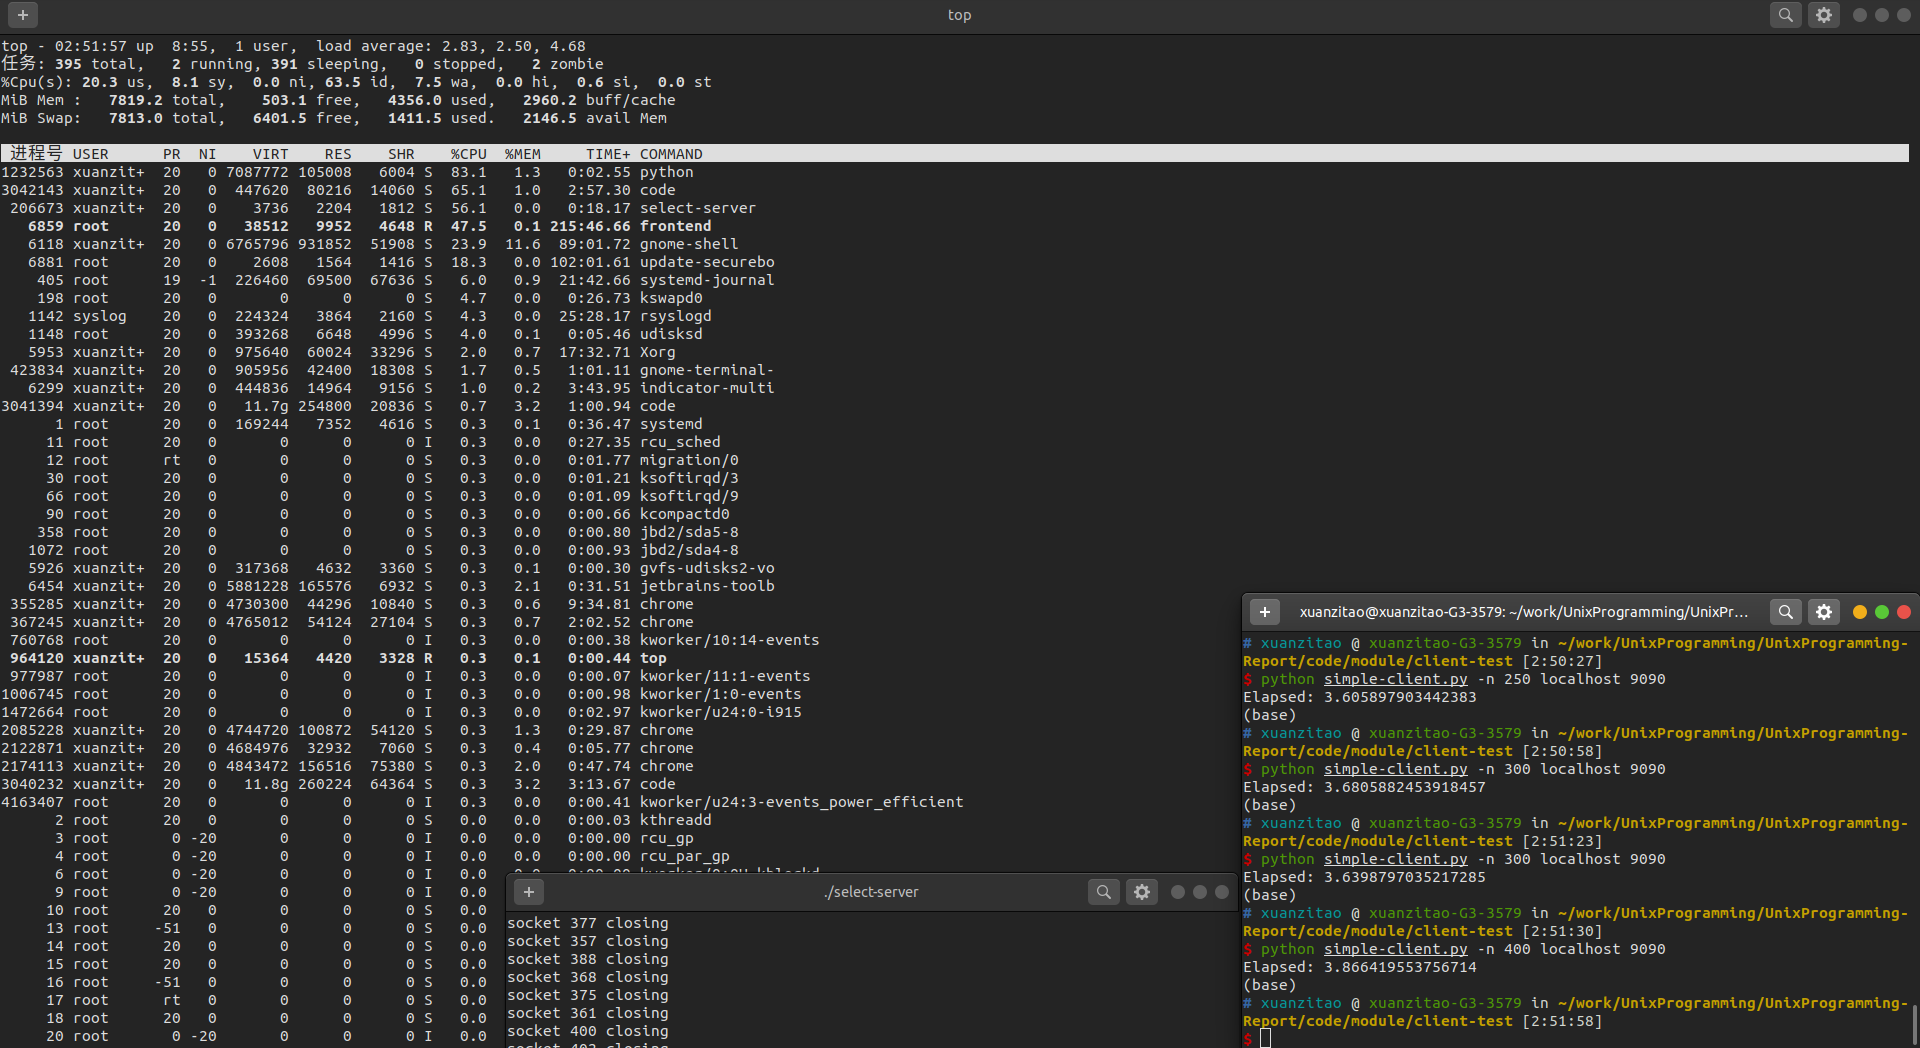 top
top - 02:51:57 up  8:55,  1 user,  load average: 2.83, 2.50, 4.68
任务: 395 total,   2 running, 391 sleeping,   0 stopped,   2 zombie
%Cpu(s): 20.3 us,  8.1 sy,  0.0 ni, 63.5 id,  7.5 wa,  0.0 hi,  0.6 si,  0.0 st
MiB Mem :   7819.2 total,    503.1 free,   4356.0 used,   2960.2 buff/cache
MiB Swap:   7813.0 total,   6401.5 free,   1411.5 used.   2146.5 avail Mem
进程号 USER      PR  NI    VIRT    RES    SHR   %CPU  %MEM     TIME+ COMMAND
1232563 xuanzit+  20   0 7087772 105008   6004 S  83.1   1.3   0:02.55 python
3042143 xuanzit+  20   0  447620  80216  14060 S  65.1   1.0   2:57.30 code
206673 xuanzit+  20   0    3736   2204   1812 S  56.1   0.0   0:18.17 select-server
6859 root      20   0   38512   9952   4648 R  47.5   0.1 215:46.66 frontend
6118 xuanzit+  20   0 6765796 931852  51908 S  23.9  11.6  89:01.72 gnome-shell
6881 root      20   0    2608   1564   1416 S  18.3   0.0 102:01.61 update-securebo
405 root      19  -1  226460  69500  67636 S   6.0   0.9  21:42.66 systemd-journal
198 root      20   0       0      0      0 S   4.7   0.0   0:26.73 kswapd0
1142 syslog    20   0  224324   3864   2160 S   4.3   0.0  25:28.17 rsyslogd
1148 root      20   0  393268   6648   4996 S   4.0   0.1   0:05.46 udisksd
5953 xuanzit+  20   0  975640  60024  33296 S   2.0   0.7  17:32.71 Xorg
423834 xuanzit+  20   0  905956  42400  18308 S   1.7   0.5   1:01.11 gnome-terminal-
6299 xuanzit+  20   0  444836  14964   9156 S   1.0   0.2   3:43.95 indicator-multi
3041394 xuanzit+  20   0   11.7g 254800  20836 S   0.7   3.2   1:00.94 code
1 root      20   0  169244   7352   4616 S   0.3   0.1   0:36.47 systemd
11 root      20   0       0      0      0 I   0.3   0.0   0:27.35 rcu_sched
12 root      rt   0       0      0      0 S   0.3   0.0   0:01.77 migration/0
30 root      20   0       0      0      0 S   0.3   0.0   0:01.21 ksoftirqd/3
66 root      20   0       0      0      0 S   0.3   0.0   0:01.09 ksoftirqd/9
90 root      20   0       0      0      0 S   0.3   0.0   0:00.66 kcompactd0
358 root      20   0       0      0      0 S   0.3   0.0   0:00.80 jbd2/sda5-8
1072 root      20   0       0      0      0 S   0.3   0.0   0:00.93 jbd2/sda4-8
5926 xuanzit+  20   0  317368   4632   3360 S   0.3   0.1   0:00.30 gvfs-udisks2-vo
6454 xuanzit+  20   0 5881228 165576   6932 S   0.3   2.1   0:31.51 jetbrains-toolb
355285 xuanzit+  20   0 4730300  44296  10840 S   0.3   0.6   9:34.81 chrome
367245 xuanzit+  20   0 4765012  54124  27104 S   0.3   0.7   2:02.52 chrome
760768 root      20   0       0      0      0 I   0.3   0.0   0:00.38 kworker/10:14-events
964120 xuanzit+  20   0   15364   4420   3328 R   0.3   0.1   0:00.44 top
977987 root      20   0       0      0      0 I   0.3   0.0   0:00.07 kworker/11:1-events
1006745 root      20   0       0      0      0 I   0.3   0.0   0:00.98 kworker/1:0-events
1472664 root      20   0       0      0      0 I   0.3   0.0   0:02.97 kworker/u24:0-i915
2085228 xuanzit+  20   0 4744720 100872  54120 S   0.3   1.3   0:29.87 chrome
2122871 xuanzit+  20   0 4684976  32932   7060 S   0.3   0.4   0:05.77 chrome
2174113 xuanzit+  20   0 4843472 156516  75380 S   0.3   2.0   0:47.74 chrome
3040232 xuanzit+  20   0   11.8g 260224  64364 S   0.3   3.2   3:13.67 code
4163407 root      20   0       0      0      0 I   0.3   0.0   0:00.41 kworker/u24:3-events_power_efficient
2 root      20   0       0      0      0 S   0.0   0.0   0:00.03 kthreadd
3 root       0 -20       0      0      0 I   0.0   0.0   0:00.00 rcu_gp
4 root       0 -20       0      0      0 I   0.0   0.0   0:00.00 rcu_par_gp
6 root       0 -20       0      0      0 I   0.0
9 root       0 -20       0      0      0 I   0.0
10 root      20   0       0      0      0 S   0.0
13 root     -51   0       0      0      0 S   0.0
14 root      20   0       0      0      0 S   0.0
15 root      20   0       0      0      0 S   0.0
16 root     -51   0       0      0      0 S   0.0
17 root      rt   0       0      0      0 S   0.0
18 root      20   0       0      0      0 S   0.0
20 root       0 -20       0      0      0 I   0.0
./select-server
socket 377 closing
socket 357 closing
socket 388 closing
socket 368 closing
socket 375 closing
socket 361 closing
socket 400 closing
xuanzitao@xuanzitao-G3-3579: ~/work/UnixProgramming/UnixPr...
# xuanzitao @ xuanzitao-G3-3579 in ~/work/UnixProgramming/UnixProgramming-
Report/code/module/client-test [2:50:27]
$ python simple-client.py -n 250 localhost 9090
Elapsed: 3.605897903442383
(base)
# xuanzitao @ xuanzitao-G3-3579 in ~/work/UnixProgramming/UnixProgramming-
Report/code/module/client-test [2:50:58]
$ python simple-client.py -n 300 localhost 9090
Elapsed: 3.6805882453918457
(base)
# xuanzitao @ xuanzitao-G3-3579 in ~/work/UnixProgramming/UnixProgramming-
Report/code/module/client-test [2:51:23]
$ python simple-client.py -n 300 localhost 9090
Elapsed: 3.6398797035217285
(base)
# xuanzitao @ xuanzitao-G3-3579 in ~/work/UnixProgramming/UnixProgramming-
Report/code/module/client-test [2:51:30]
$ python simple-client.py -n 400 localhost 9090
Elapsed: 3.866419553756714
(base)
# xuanzitao @ xuanzitao-G3-3579 in ~/work/UnixProgramming/UnixProgramming-
Report/code/module/client-test [2:51:58]
$